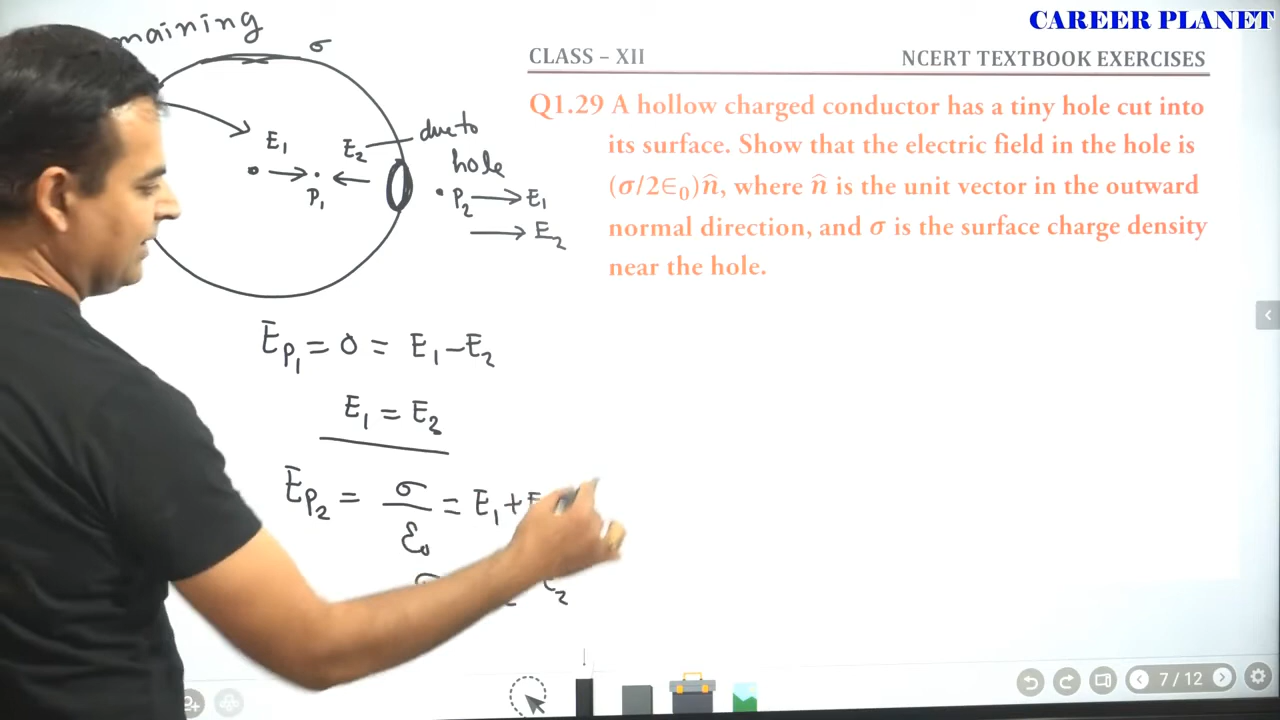 CAREER PLANET
CLASS – XII
NCERT TEXTBOOK EXERCISES
Q1.29 A hollow charged conductor has a tiny hole cut into
its surface. Show that the electric field in the hole is
(σ/2∈₀)n̂, where n̂ is the unit vector in the outward
normal direction, and σ is the surface charge density
near the hole.
σ
E₁
E₂
due to
hole
P₁
P₂ → E₁
→ E₂
E_P₁ = 0 = E₁ – E₂
E₁ = E₂
E_P₂ = σ/ε₀ = E₁ +
7 / 12